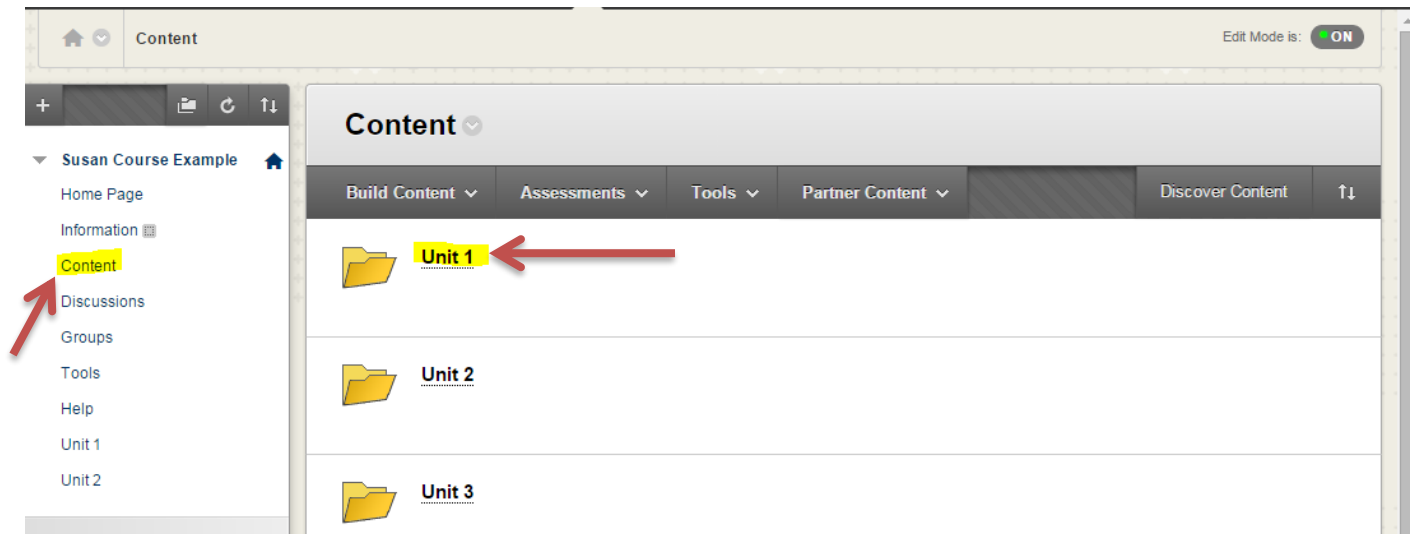 Content
Edit Mode is: ON
Susan Course Example
Home Page
Information
Content
Discussions
Groups
Tools
Help
Unit 1
Unit 2
Content
Build Content Assessments Tools Partner Content Discover Content
Unit 1
Unit 2
Unit 3